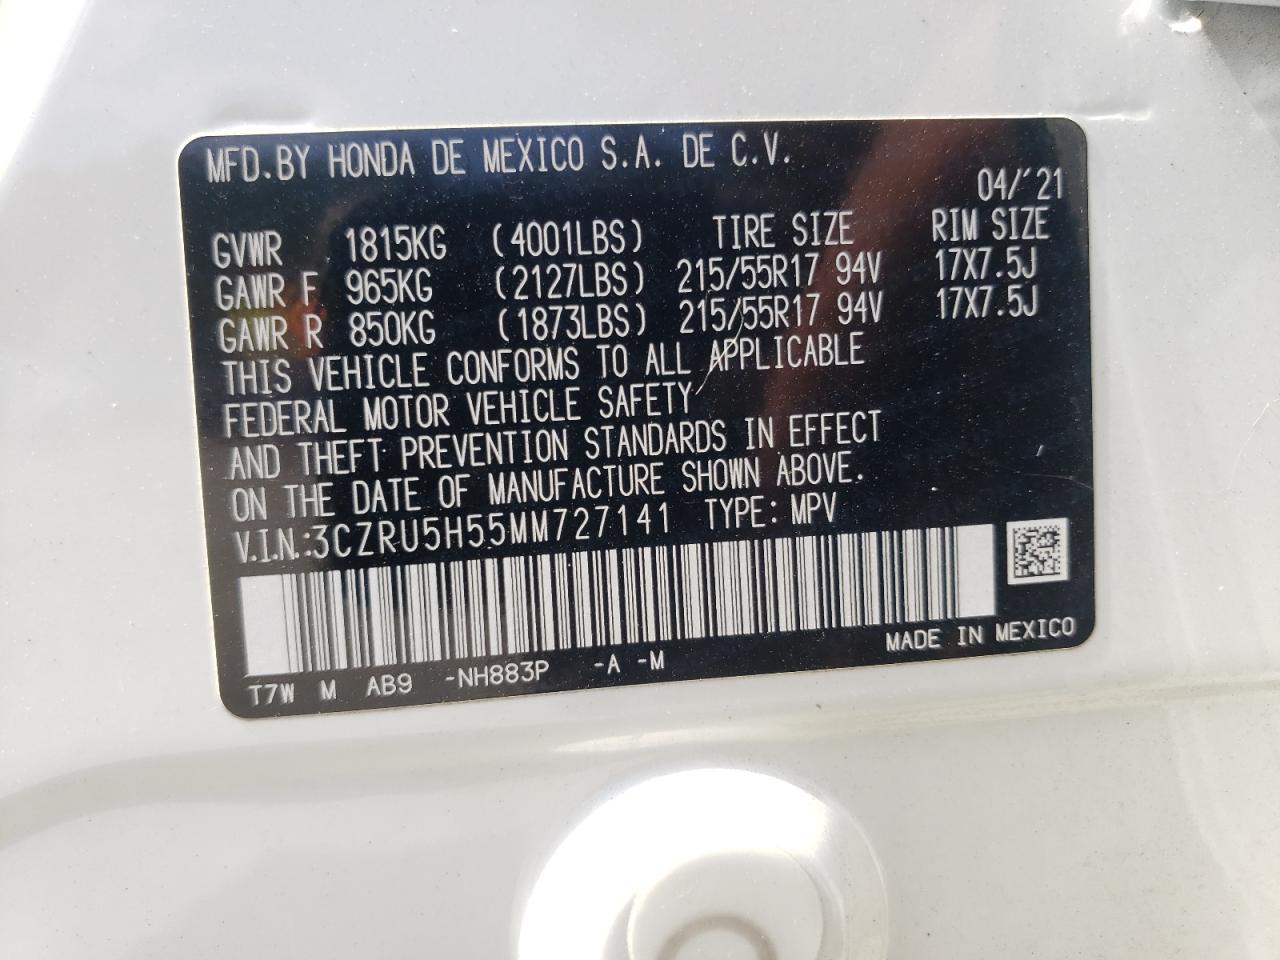 MFD.BY HONDA DE MEXICO S.A. DE C.V.
04/'21
GVWR 1815KG (4001LBS) TIRE SIZE RIM SIZE
GAWR F 965KG (2127LBS) 215/55R17 94V 17X7.5J
GAWR R 850KG (1873LBS) 215/55R17 94V 17X7.5J
THIS VEHICLE CONFORMS TO ALL APPLICABLE
FEDERAL MOTOR VEHICLE SAFETY
AND THEFT PREVENTION STANDARDS IN EFFECT
ON THE DATE OF MANUFACTURE SHOWN ABOVE.
V.I.N.:3CZRU5H55MM727141 TYPE: MPV
MADE IN MEXICO
T7W M AB9 -NH883P -A -M